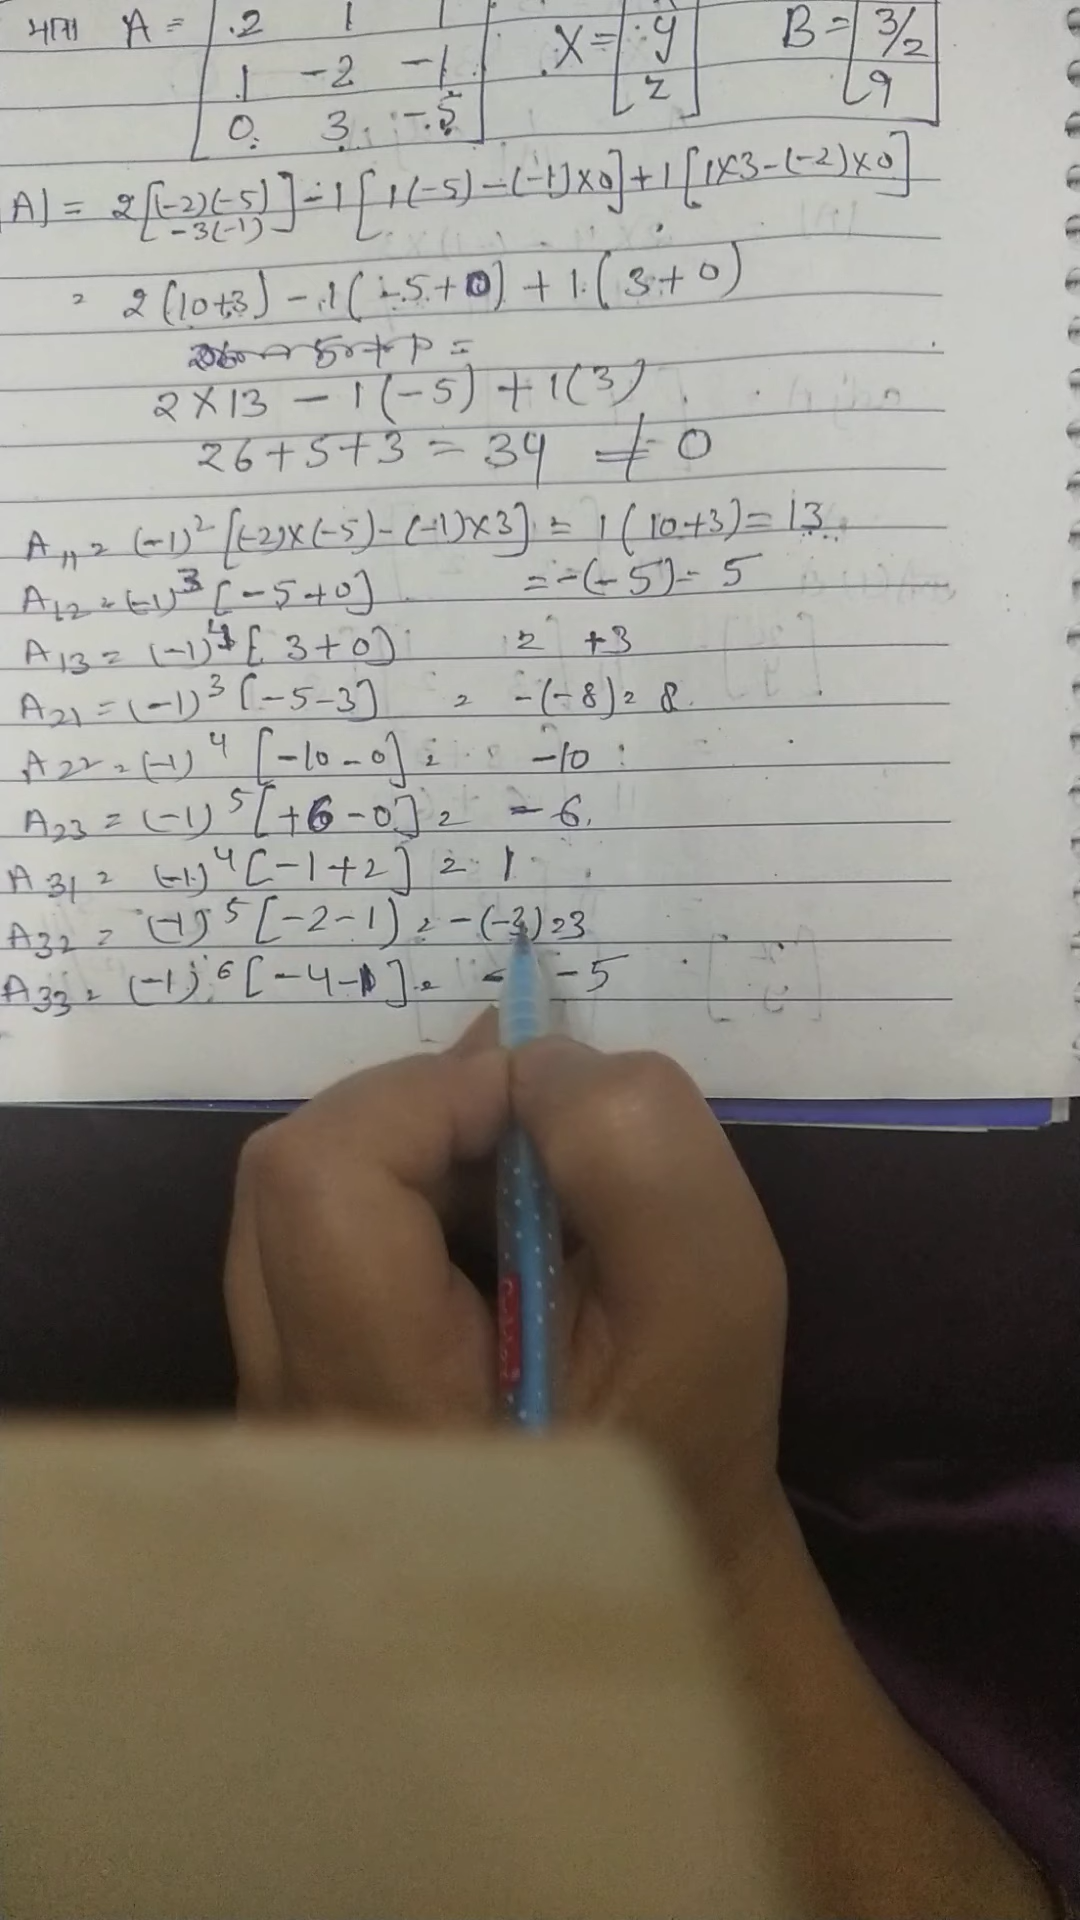 माना A = [2 1 1 X = [ y B = [ 3/2
1 -2 -1 z 9
0 3 -5]
|A| = 2[(-2)(-5) -3(-1)] - 1[1(-5) - (-1)×0] + 1[1×3 - (-2)×0]
= 2(10+3) - 1(-5+0) + 1(3+0)
2×13 - 1(-5) + 1(3)
26+5+3 = 34 ≠ 0
A11 = (-1)² [(-2)×(-5) - (-1)×3] = 1(10+3) = 13
A12 = (-1)³ [-5+0] = -(-5) = 5
A13 = (-1)⁴ [3+0] = +3
A21 = (-1)³ [-5-3] = -(-8) = 8
A22 = (-1)⁴ [-10-0] = -10
A23 = (-1)⁵ [+6-0] = -6
A31 = (-1)⁴ [-1+2] = 1
A32 = (-1)⁵ [-2-1] = -(-3) = 3
A33 = (-1)⁶ [-4-1] = -5